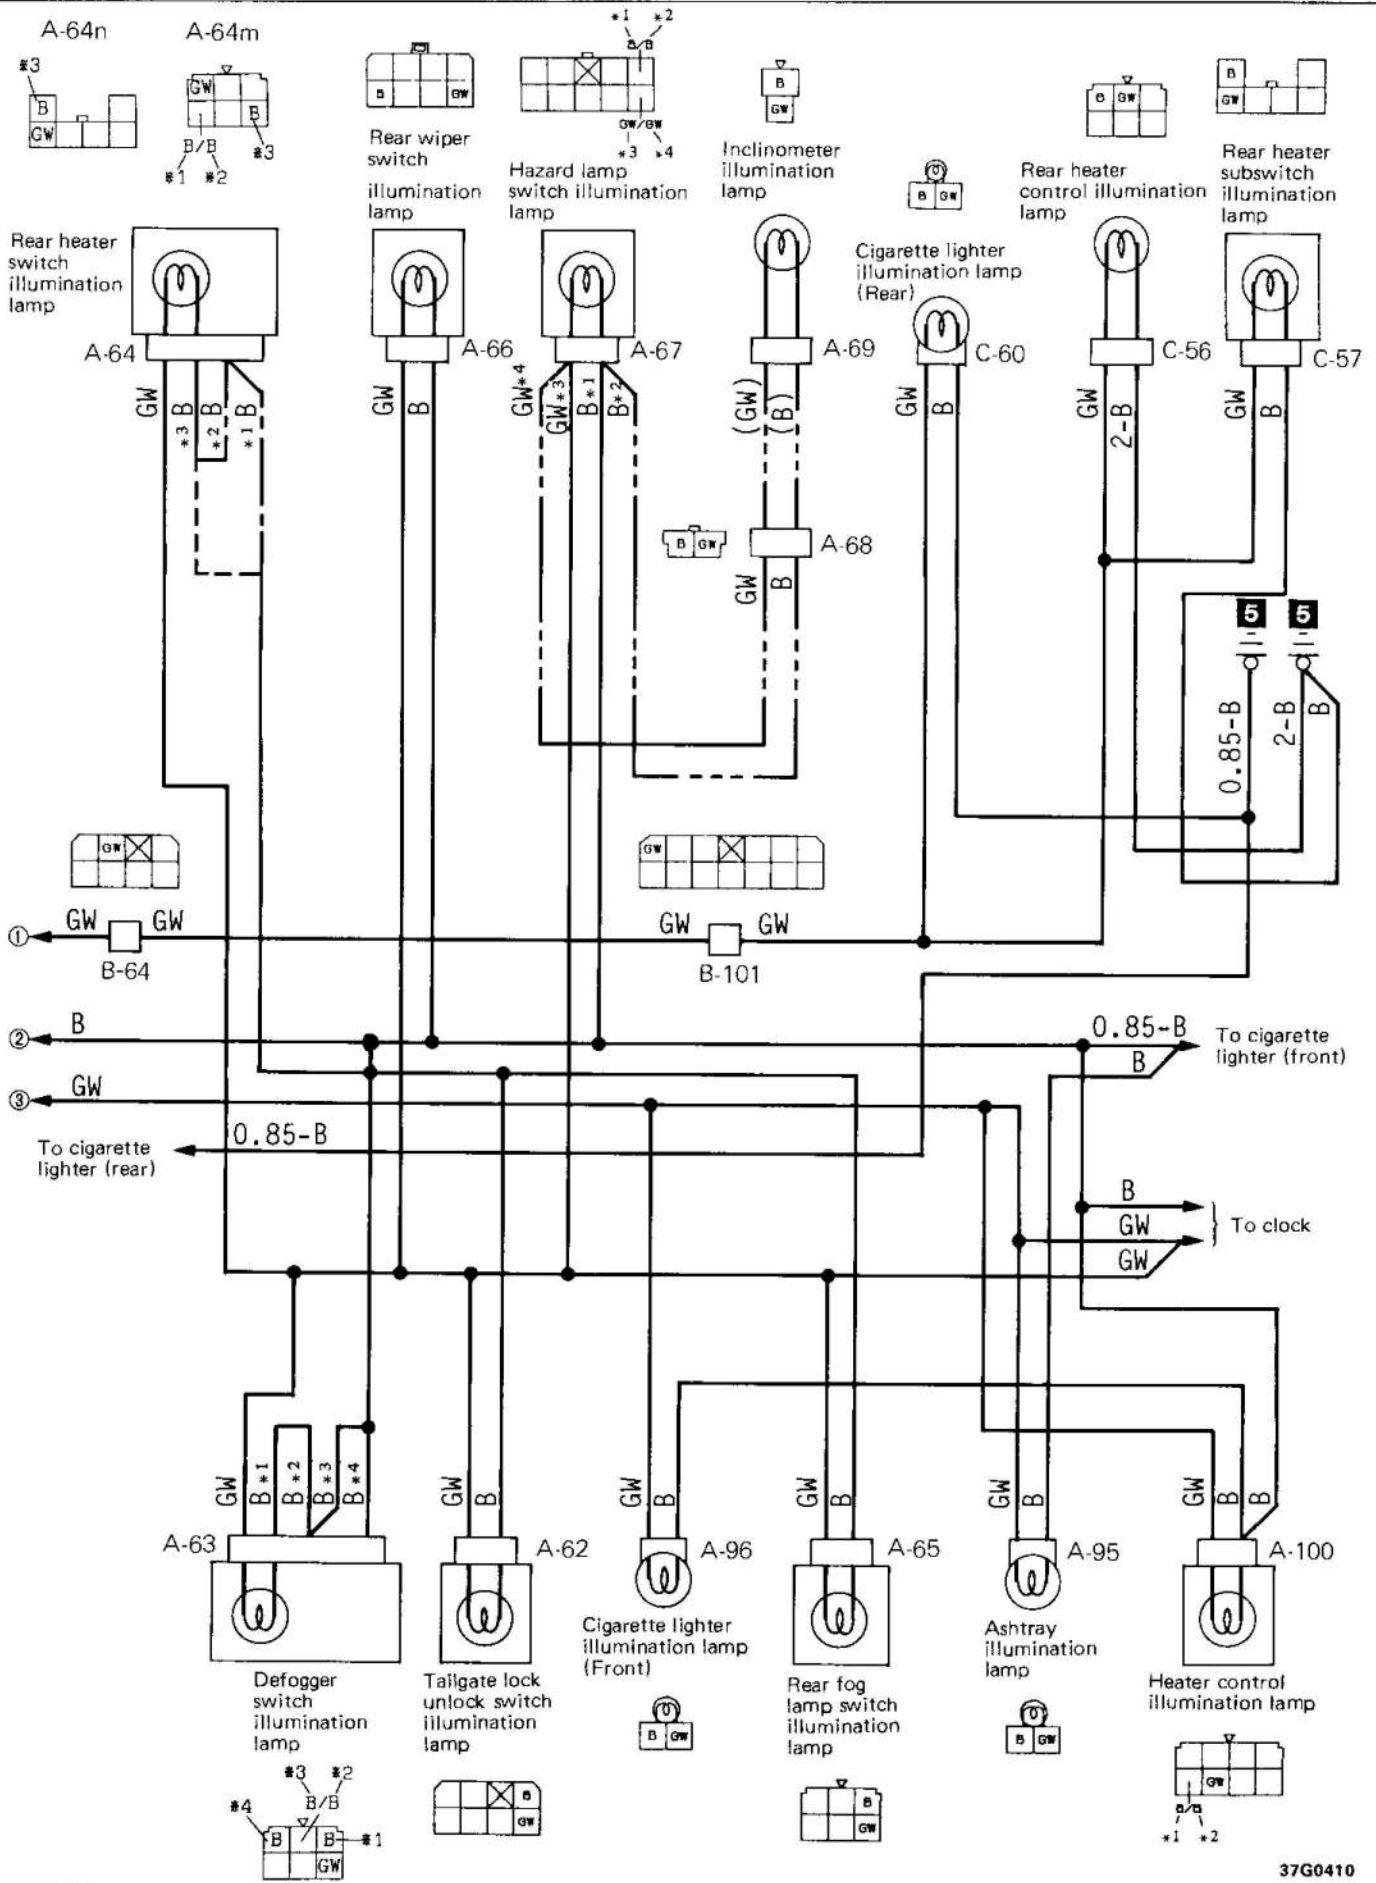 A-64n
A-64m
*1 *2
*3
B
GW
GW
B
B/B
*1 *2
*3
B
GW
B/B
GW/GW
*3 *4
B
GW
B GW
B GW
B
GW
Rear wiper
switch
illumination
lamp
Hazard lamp
switch illumination
lamp
Inclinometer
illumination
lamp
Rear heater
control illumination
lamp
Rear heater
subswitch
illumination
lamp
Rear heater
switch
illumination
lamp
Cigarette lighter
illumination lamp
(Rear)
A-64
A-66
A-67
A-69
C-60
C-56
C-57
GW
*3 B
*2 B
*1 B
GW
B
GW*4
GW*3
B*1
B*2
(GW)
(B)
GW
B
GW
2-B
GW
B
B GW
A-68
GW
B
5
5
0.85-B
2-B
B
GW
GW
① GW
GW
GW
GW
B-64
B-101
② B
0.85-B
B
To cigarette
lighter (front)
③ GW
0.85-B
To cigarette
lighter (rear)
B
GW
GW
To clock
GW
B*1
B*2
B*3
B*4
GW
B
GW
B
GW
B
GW
B
GW
B
B
A-63
A-62
A-96
A-65
A-95
A-100
Defogger
switch
illumination
lamp
Tailgate lock
unlock switch
illumination
lamp
Cigarette lighter
illumination lamp
(Front)
Rear fog
lamp switch
illumination
lamp
Ashtray
illumination
lamp
Heater control
illumination lamp
*3 *2
B/B
*4
B
B
*1
GW
B
GW
B GW
B
GW
B GW
GW
B/B
*1 *2
37G0410